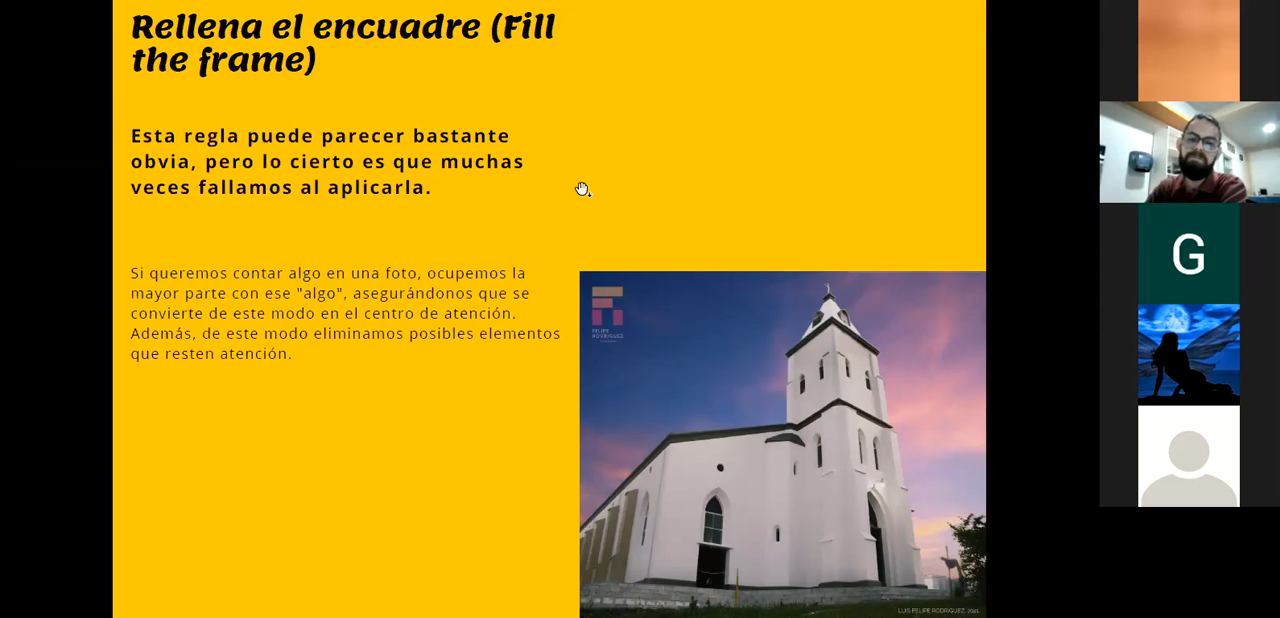 Rellena el encuadre (Fill
the frame)
Esta regla puede parecer bastante
obvia, pero lo cierto es que muchas
veces fallamos al aplicarla.
Si queremos contar algo en una foto, ocupemos la
mayor parte con ese "algo", asegurándonos que se
convierte de este modo en el centro de atención.
Además, de este modo eliminamos posibles elementos
que resten atención.
FELIPE
RODRIGUEZ
LUIS FELIPE RODRIGUEZ, 2021
G